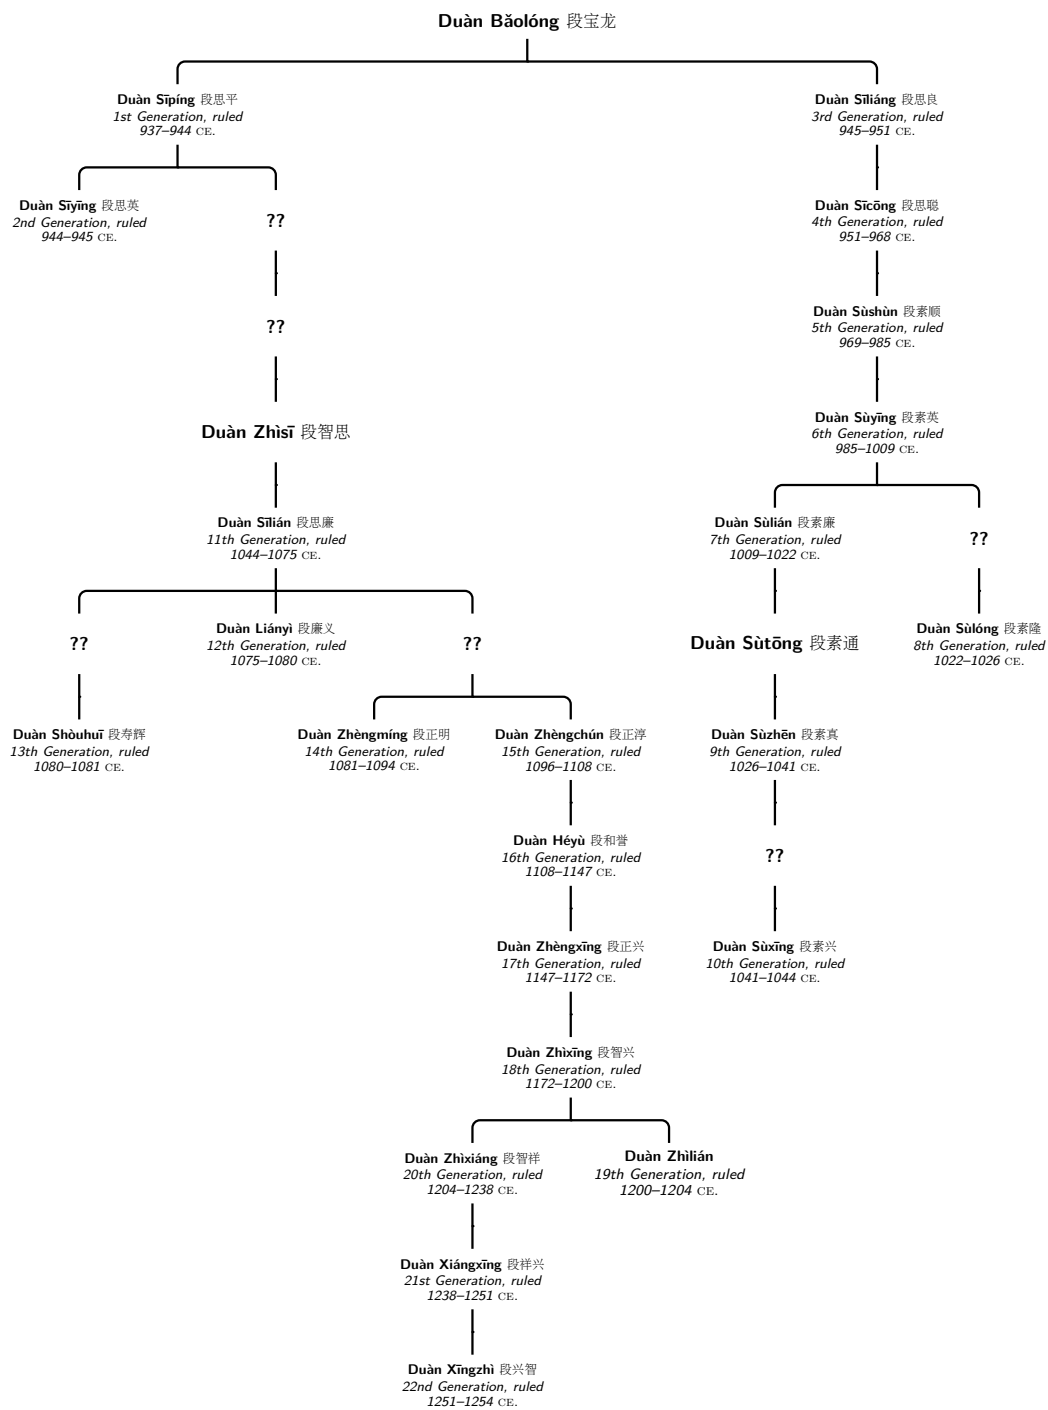 Duàn Bǎolóng 段宝龙
Duàn Sīpíng 段思平
1st Generation, ruled
937–944 CE.
Duàn Sīliáng 段思良
3rd Generation, ruled
945–951 CE.
Duàn Sīyīng 段思英
2nd Generation, ruled
944–945 CE.
??
Duàn Sīcōng 段思聪
4th Generation, ruled
951–968 CE.
??
Duàn Sùshùn 段素顺
5th Generation, ruled
969–985 CE.
Duàn Zhìsī 段智思
Duàn Sùyīng 段素英
6th Generation, ruled
985–1009 CE.
Duàn Sīlián 段思廉
11th Generation, ruled
1044–1075 CE.
Duàn Sùlián 段素廉
7th Generation, ruled
1009–1022 CE.
??
??
Duàn Liányì 段廉义
12th Generation, ruled
1075–1080 CE.
??
Duàn Sùtōng 段素通
Duàn Sùlóng 段素隆
8th Generation, ruled
1022–1026 CE.
Duàn Shòuhuī 段寿辉
13th Generation, ruled
1080–1081 CE.
Duàn Zhèngmíng 段正明
14th Generation, ruled
1081–1094 CE.
Duàn Zhèngchún 段正淳
15th Generation, ruled
1096–1108 CE.
Duàn Sùzhēn 段素真
9th Generation, ruled
1026–1041 CE.
Duàn Héyù 段和誉
16th Generation, ruled
1108–1147 CE.
??
Duàn Zhèngxīng 段正兴
17th Generation, ruled
1147–1172 CE.
Duàn Sùxīng 段素兴
10th Generation, ruled
1041–1044 CE.
Duàn Zhìxīng 段智兴
18th Generation, ruled
1172–1200 CE.
Duàn Zhìxiáng 段智祥
20th Generation, ruled
1204–1238 CE.
Duàn Zhìlián
19th Generation, ruled
1200–1204 CE.
Duàn Xiángxīng 段祥兴
21st Generation, ruled
1238–1251 CE.
Duàn Xīngzhì 段兴智
22nd Generation, ruled
1251–1254 CE.